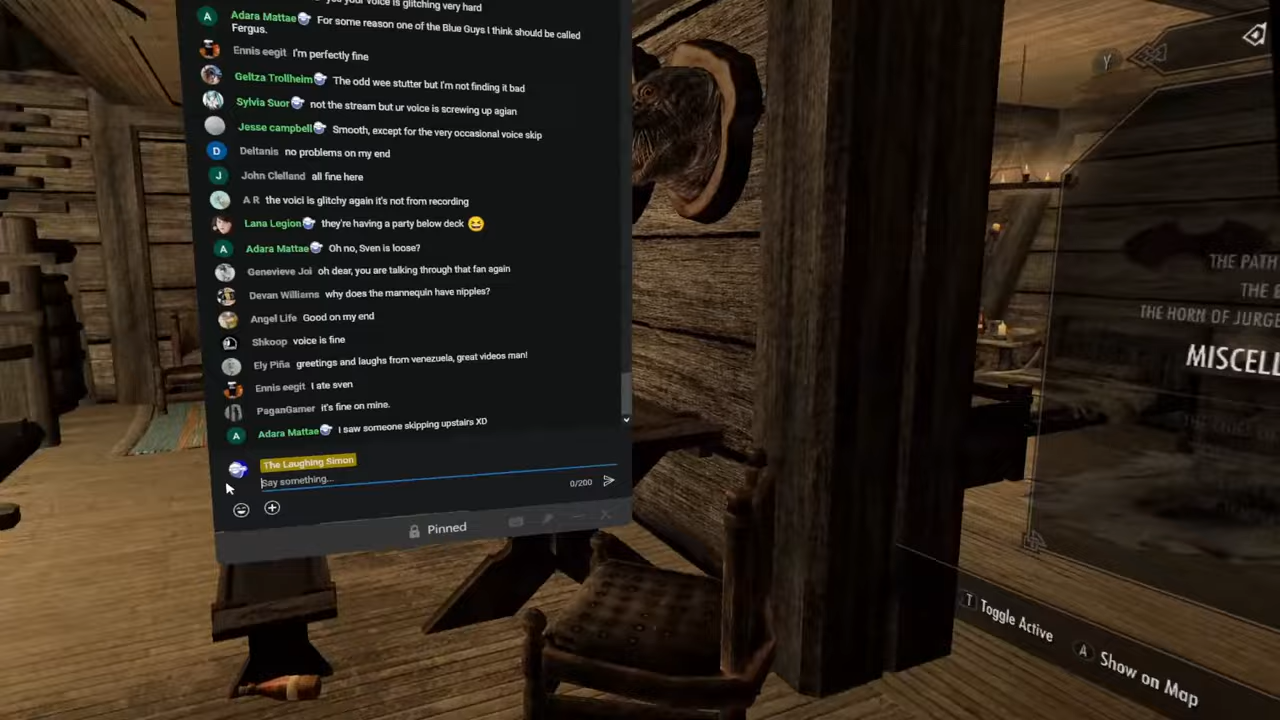 your voice is glitching very hard
Adara Mattae For some reason one of the Blue Guys I think should be called
Fergus.
Ennis eegit I'm perfectly fine
Geltza Trollheim The odd wee stutter but I'm not finding it bad
Sylvia Suor not the stream but ur voice is screwing up agian
Jesse campbell Smooth, except for the very occasional voice skip
D Deltanis no problems on my end
J John Clelland all fine here
A R the voici is glitchy again it's not from recording
Lana Legion they're having a party below deck 😆
A Adara Mattae Oh no, Sven is loose?
Genevieve Joi oh dear, you are talking through that fan again
Devan Williams why does the mannequin have nipples?
Angel Life Good on my end
Shkoop voice is fine
Ely Piña greetings and laughs from venezuela, great videos man!
Ennis eegit I ate sven
PaganGamer it's fine on mine.
A Adara Mattae I saw someone skipping upstairs XD
The Laughing Simon
Say something...
0/200
Pinned
Y
THE PATH
THE
THE HORN OF JURGE
MISCELL
T Toggle Active
A Show on Map